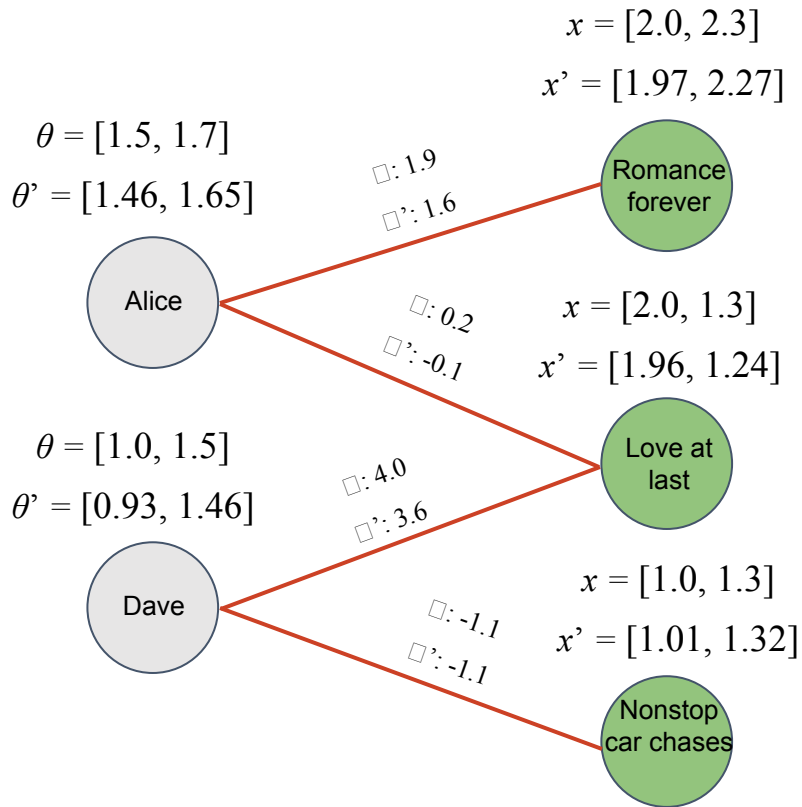 x = [2.0, 2.3]
x’ = [1.97, 2.27]
θ = [1.5, 1.7]
θ’ = [1.46, 1.65]
Romance
forever
□: 1.9
□’: 1.6
Alice
□: 0.2
□’: -0.1
x = [2.0, 1.3]
x’ = [1.96, 1.24]
Love at
last
θ = [1.0, 1.5]
θ’ = [0.93, 1.46]
□: 4.0
□’: 3.6
Dave
□: -1.1
□’: -1.1
x = [1.0, 1.3]
x’ = [1.01, 1.32]
Nonstop
car chases